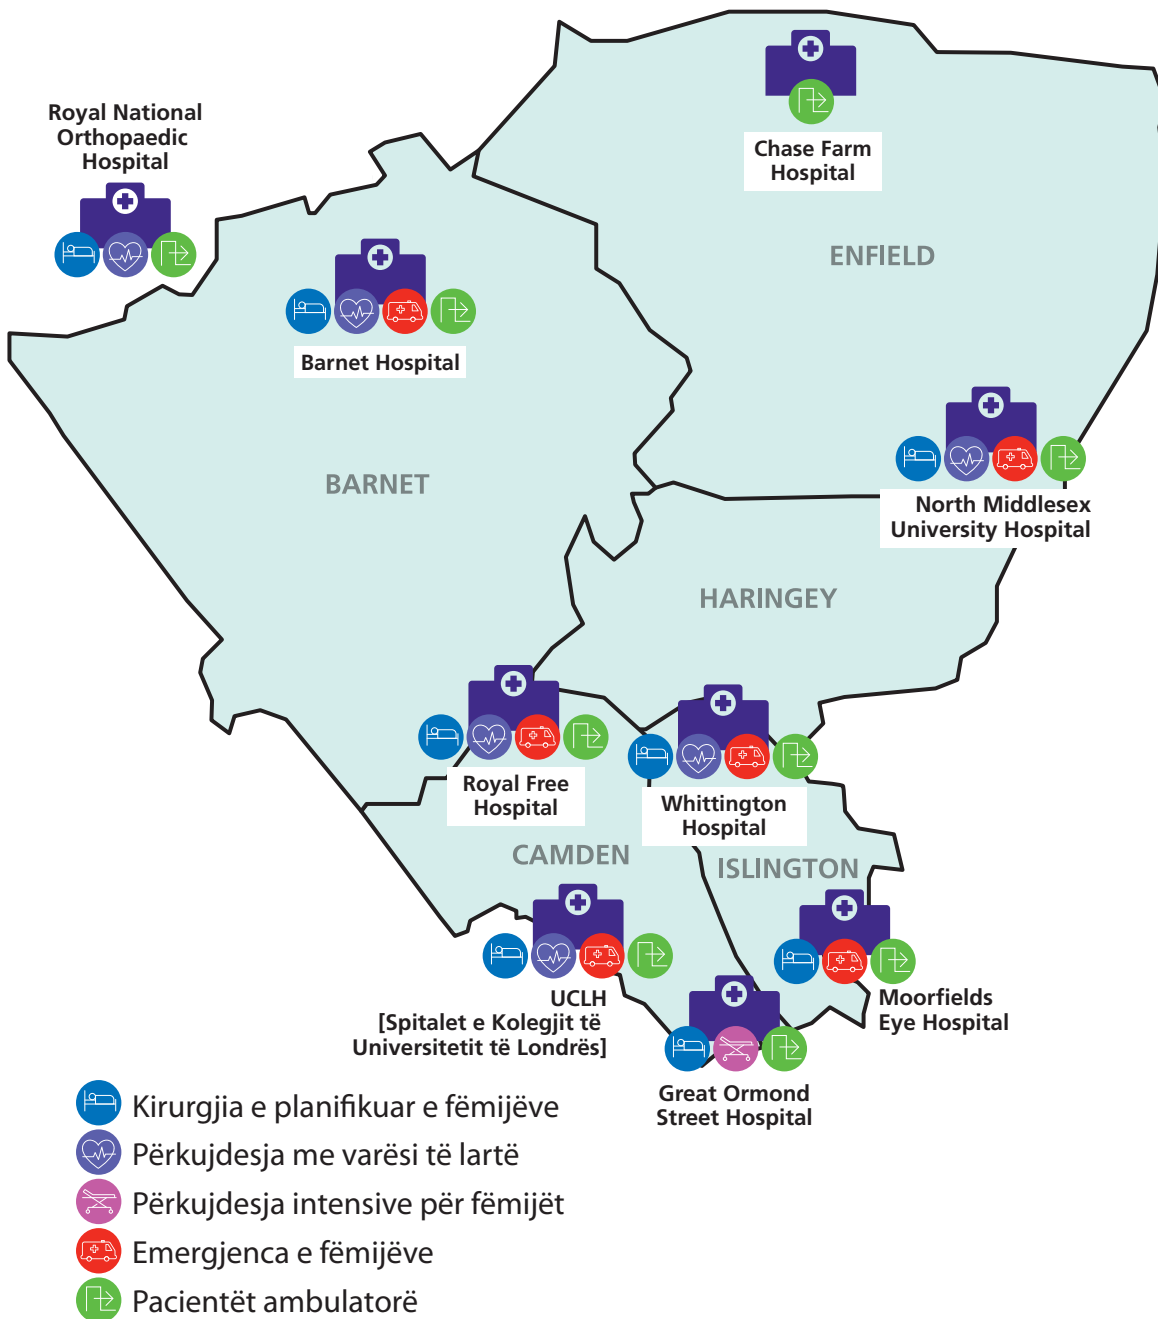 Royal National
Orthopaedic
Hospital
Chase Farm
Hospital
ENFIELD
Barnet Hospital
BARNET
North Middlesex
University Hospital
HARINGEY
Royal Free
Hospital
Whittington
Hospital
CAMDEN
ISLINGTON
UCLH
[Spitalet e Kolegjit të
Universitetit të Londrës]
Moorfields
Eye Hospital
Great Ormond
Street Hospital
Kirurgjia e planifikuar e fëmijëve
Përkujdesja me varësi të lartë
Përkujdesja intensive për fëmijët
Emergjenca e fëmijëve
Pacientët ambulatorë